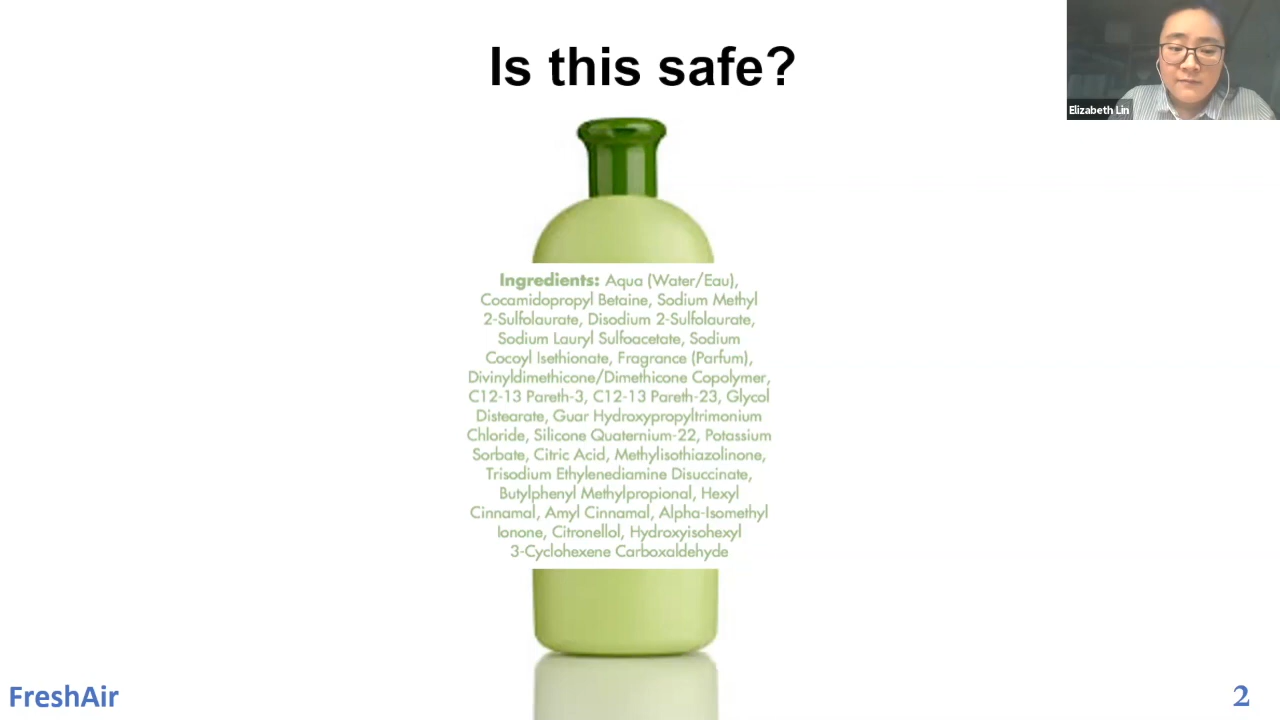 Is this safe?
Elizabeth Lin
Ingredients: Aqua (Water/Eau),
Cocamidopropyl Betaine, Sodium Methyl
2-Sulfolaurate, Disodium 2-Sulfolaurate,
Sodium Lauryl Sulfoacetate, Sodium
Cocoyl Isethionate, Fragrance (Parfum),
Divinyldimethicone/Dimethicone Copolymer,
C12-13 Pareth-3, C12-13 Pareth-23, Glycol
Distearate, Guar Hydroxypropyltrimonium
Chloride, Silicone Quaternium-22, Potassium
Sorbate, Citric Acid, Methylisothiazolinone,
Trisodium Ethylenediamine Disuccinate,
Butylphenyl Methylpropional, Hexyl
Cinnamal, Amyl Cinnamal, Alpha-Isomethyl
Ionone, Citronellol, Hydroxyisohexyl
3-Cyclohexene Carboxaldehyde
FreshAir
2